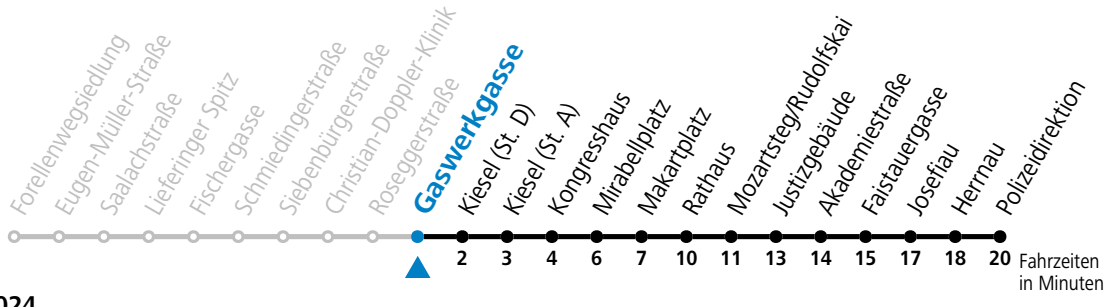 Forellenwegsiedlung
Eugen-Müller-Straße
Saalachstraße
Lieferinger Spitz
Fischergasse
Schmiedingerstraße
Siebenbürgerstraße
Christian-Doppler-Klinik
Roseggerstraße
Gaswerkgasse
Kiesel (St. D)
Kiesel (St. A)
Kongresshaus
Mirabellplatz
Makartplatz
Rathaus
Mozartsteg/Rudolfskai
Justizgebäude
Akademiestraße
Faistauergasse
Josefiau
Herrnau
Polizeidirektion
2 3 4 6 7 10 11 13 14 15 17 18 20 Fahrzeiten
in Minuten